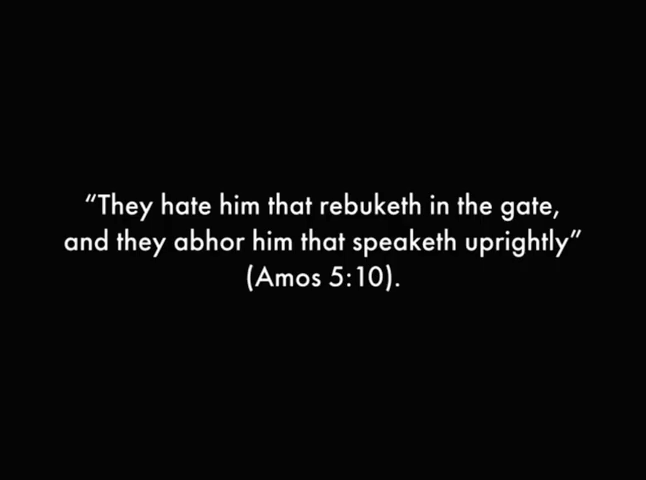 “They hate him that rebuketh in the gate,
and they abhor him that speaketh uprightly”
(Amos 5:10).